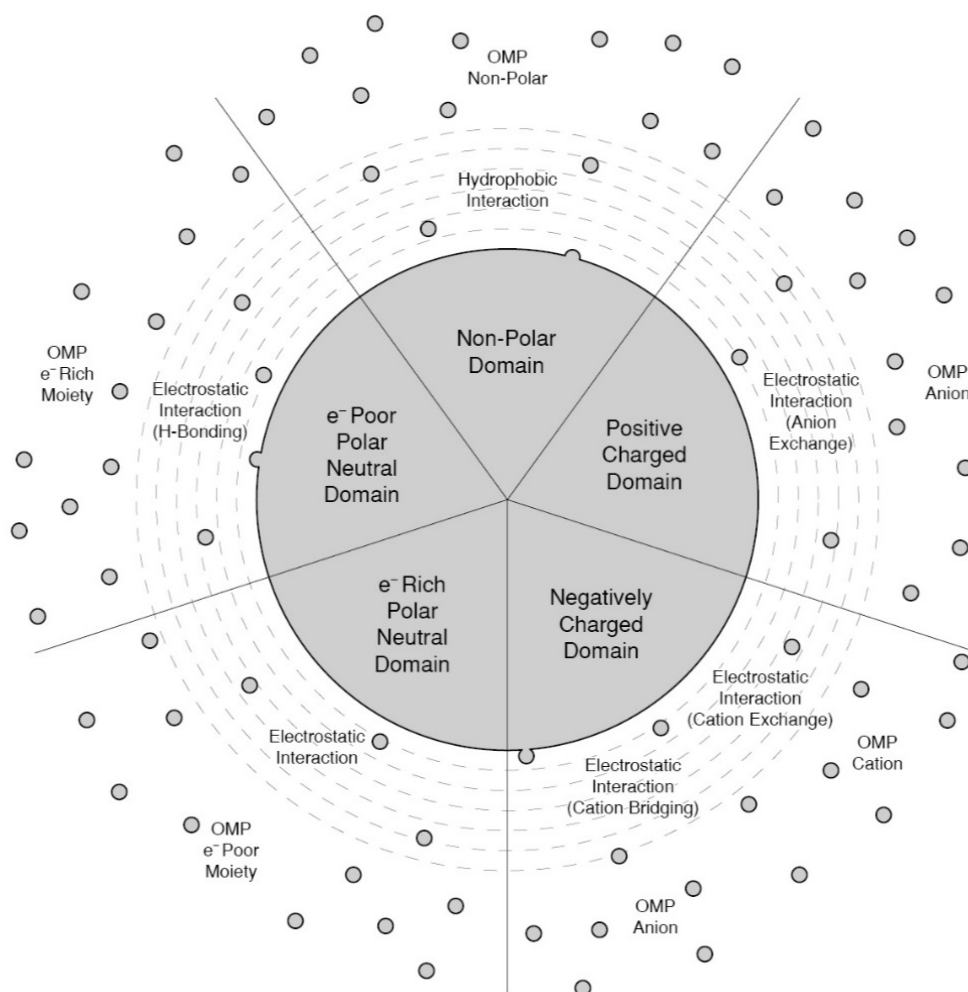 OMP
Non-Polar
Hydrophobic
Interaction
Non-Polar
Domain
OMP
e⁻ Rich
Moiety
Electrostatic
Interaction
(H-Bonding)
e⁻ Poor
Polar
Neutral
Domain
Positive
Charged
Domain
Electrostatic
Interaction
(Anion
Exchange)
OMP
Anion
e⁻ Rich
Polar
Neutral
Domain
Negatively
Charged
Domain
Electrostatic
Interaction
(Cation Exchange)
OMP
Cation
Electrostatic
Interaction
Electrostatic
Interaction
(Cation Bridging)
OMP
e⁻ Poor
Moiety
OMP
Anion